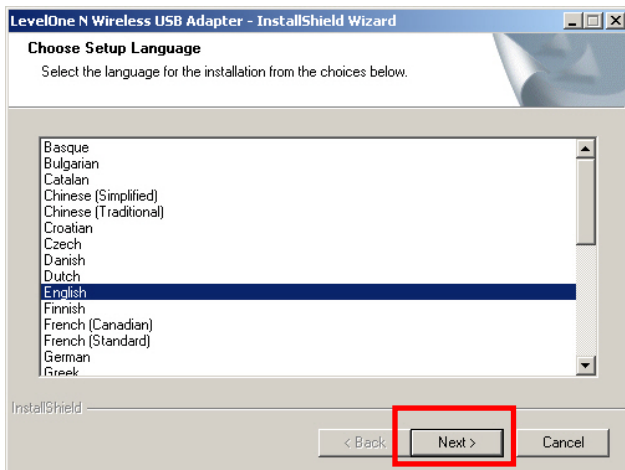 LevelOne N Wireless USB Adapter - InstallShield Wizard
Choose Setup Language
Select the language for the installation from the choices below.
Basque
Bulgarian
Catalan
Chinese (Simplified)
Chinese (Traditional)
Croatian
Czech
Danish
Dutch
English
Finnish
French (Canadian)
French (Standard)
German
Greek
InstallShield
< Back
Next >
Cancel